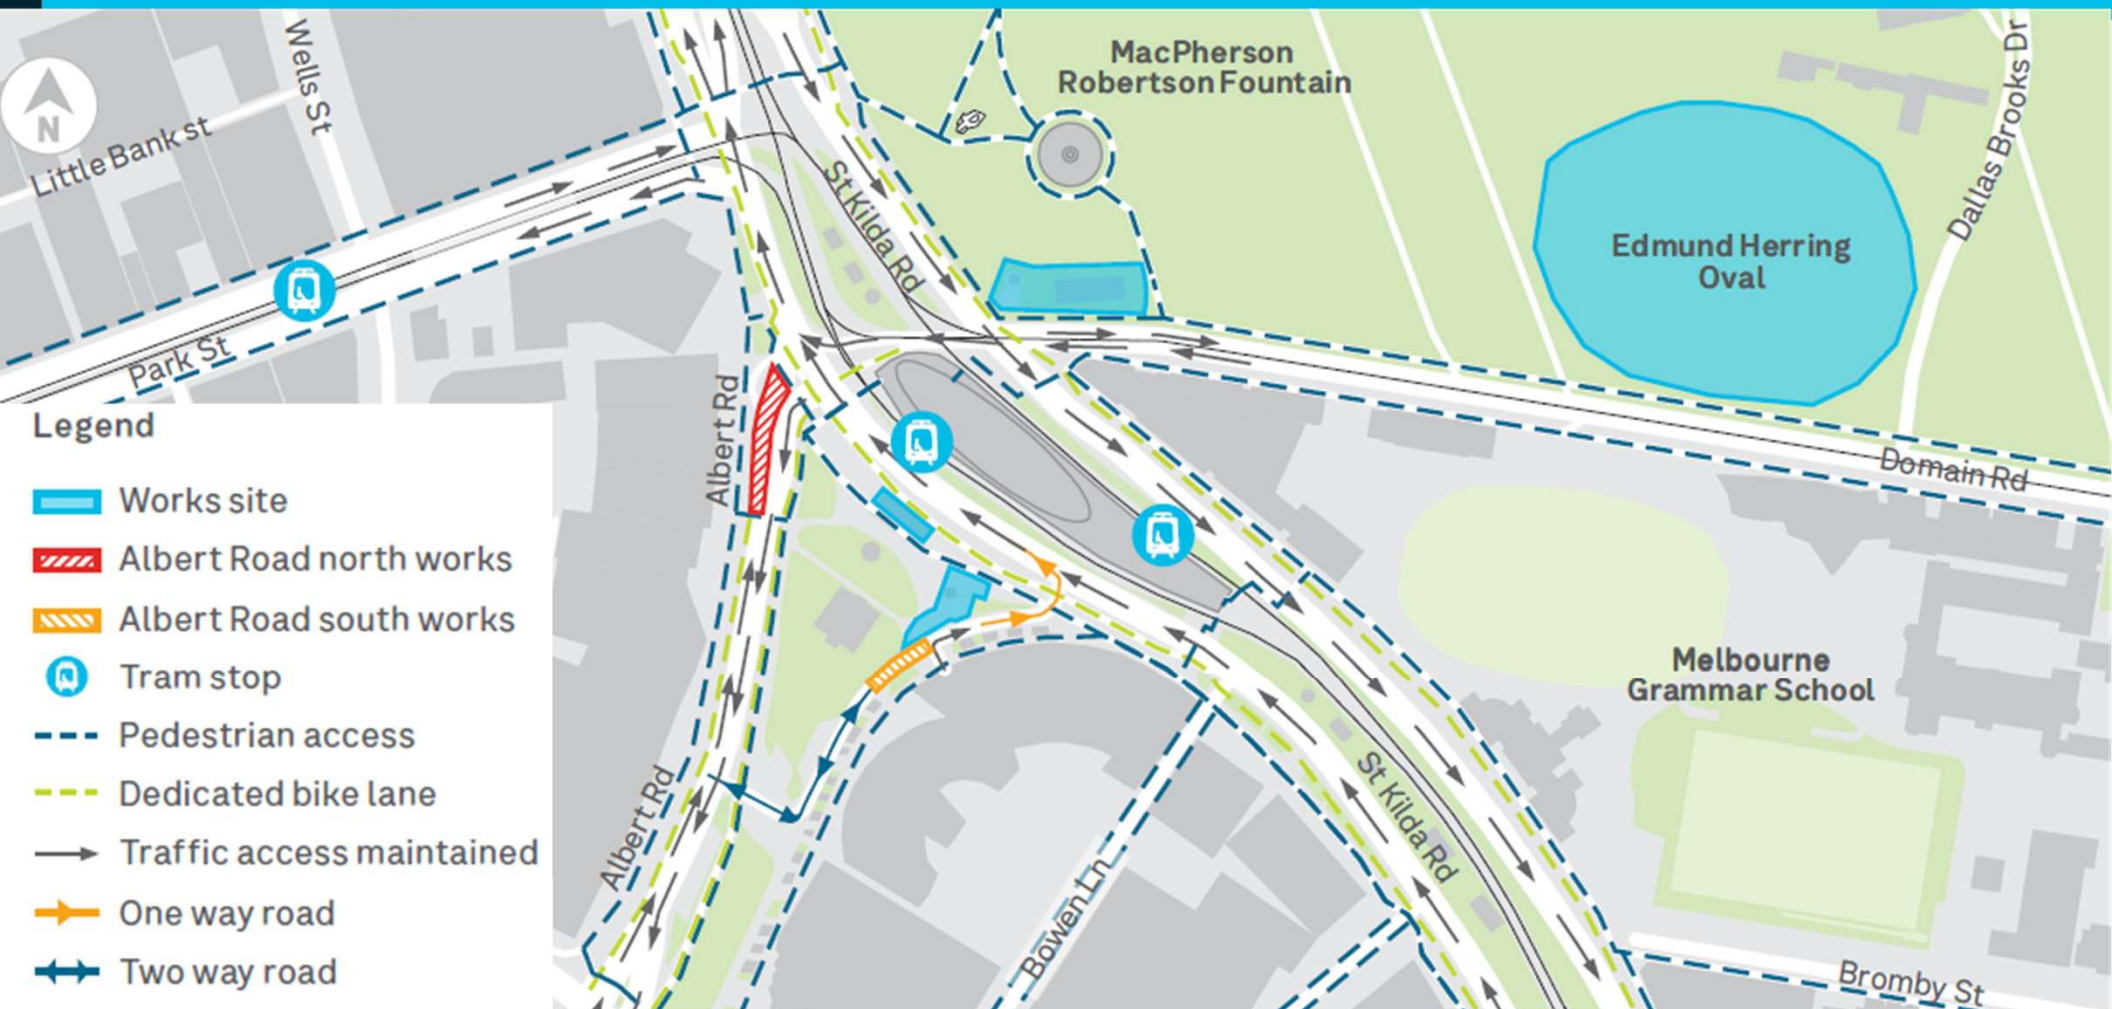 Wells St
Little Bank st
N
MacPherson
Robertson Fountain
Dallas Brooks Dr
St Kilda Rd
Edmund Herring
Oval
Park St
Albert Rd
Domain Rd
Legend
Works site
Albert Road north works
Albert Road south works
Tram stop
Pedestrian access
Dedicated bike lane
Traffic access maintained
One way road
Two way road
Melbourne
Grammar School
Albert Rd
St Kilda Rd
Bowen Ln
Bromby St